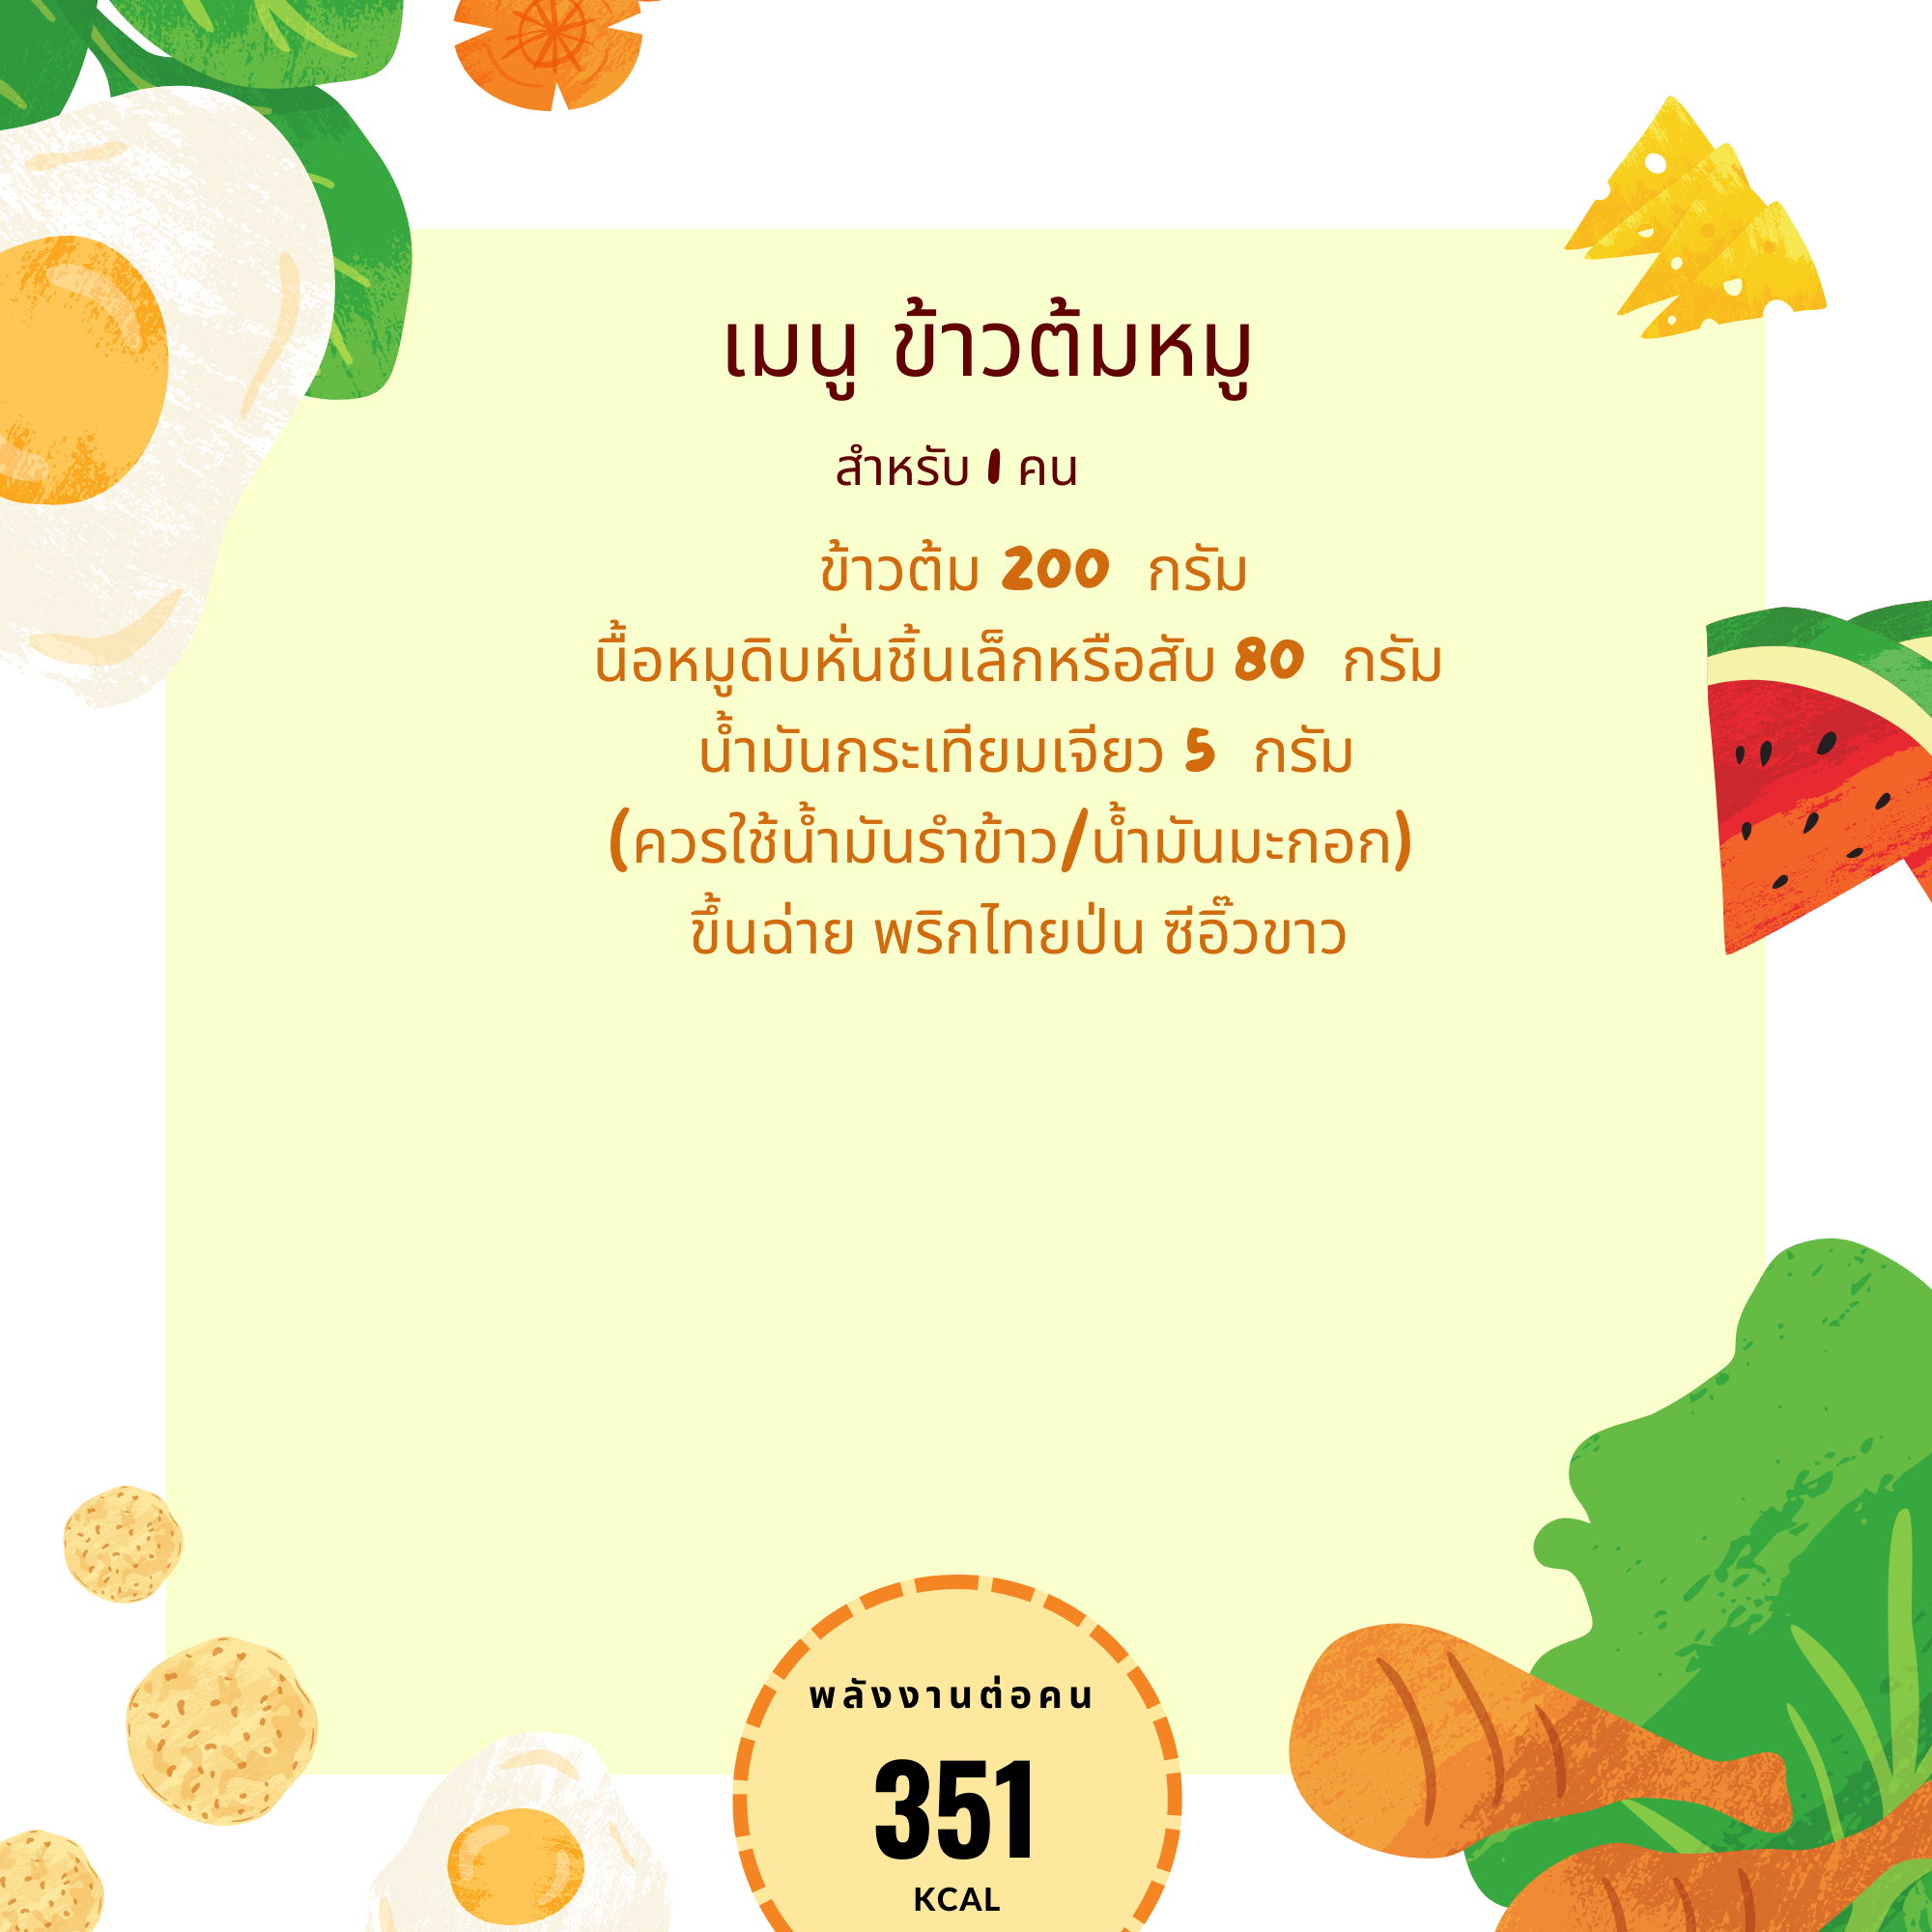 เมนู ข้าวต้มหมู
สำหรับ 1 คน
ข้าวต้ม 200 กรัม
นื้อหมูดิบหั่นชิ้นเล็กหรือสับ 80 กรัม
น้ำมันกระเทียมเจียว 5 กรัม
(ควรใช้น้ำมันรำข้าว/น้ำมันมะกอก)
ขึ้นฉ่าย พริกไทยป่น ซีอิ๊วขาว
พลังงานต่อคน
351
KCAL